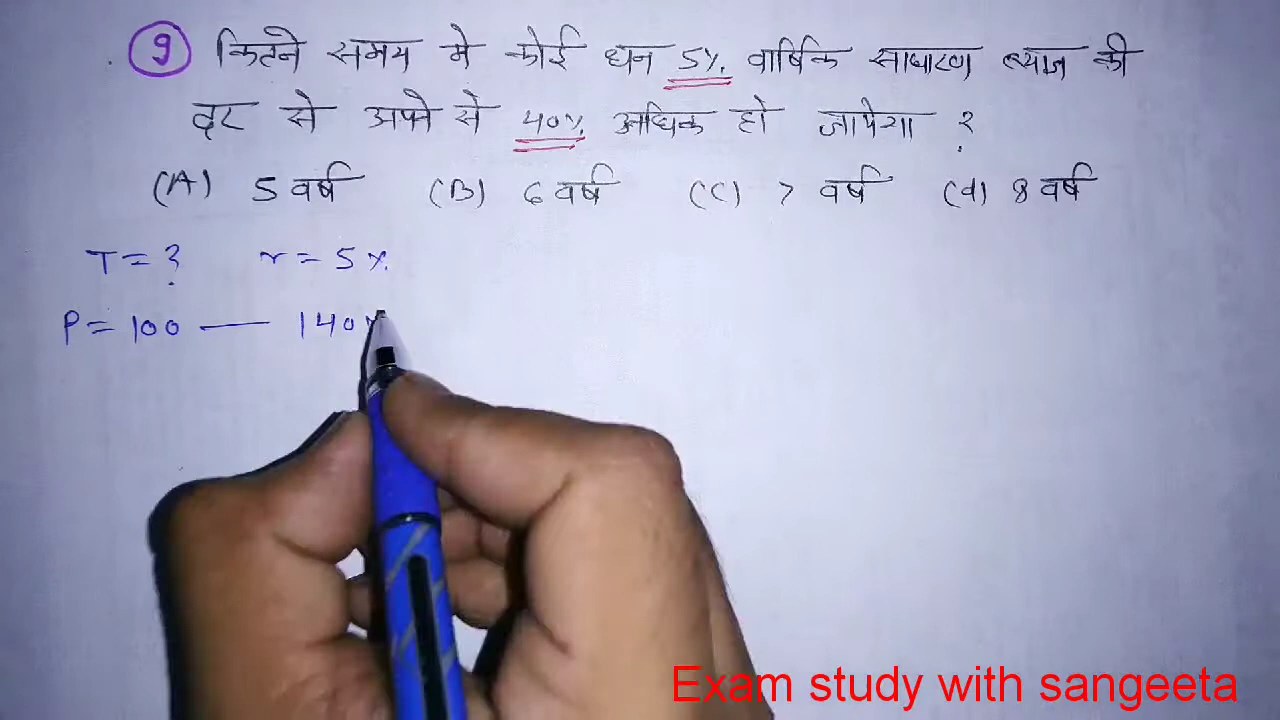 9 कितने समय मे कोई धन 5% वार्षिक साधारण ब्याज की
दर से अपने से 40% अधिक हो जायेगा ?
(A) 5 वर्ष (B) 6 वर्ष (C) 7 वर्ष (d) 8 वर्ष
T = ? r = 5%
P = 100 — 140
Exam study with sangeeta